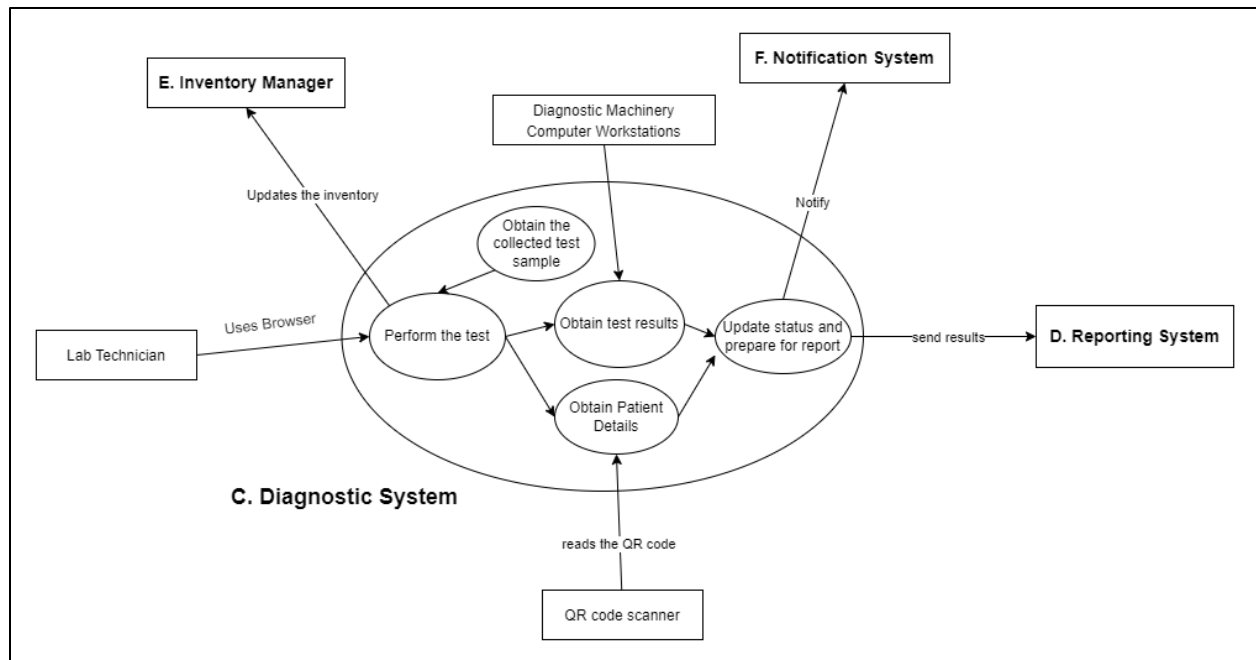 E. Inventory Manager
F. Notification System
Diagnostic Machinery
Computer Workstations
Updates the inventory
Notify
Obtain the
collected test
sample
Uses Browser
Lab Technician
Perform the test
Obtain test results
Update status and
prepare for report
send results
D. Reporting System
Obtain Patient
Details
C. Diagnostic System
reads the QR code
QR code scanner